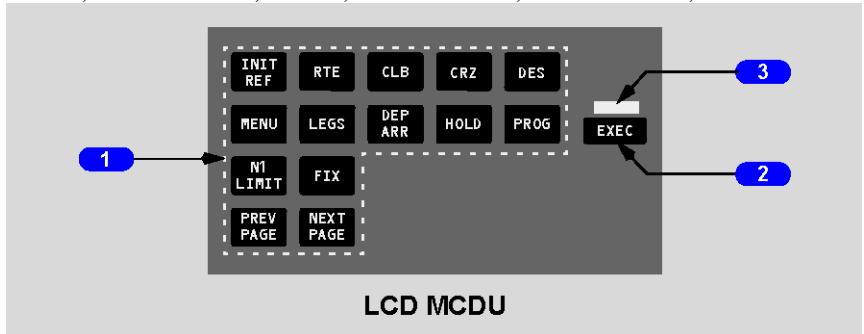 INIT REF RTE CLB CRZ DES
3
MENU LEGS DEP ARR HOLD PROG
EXEC
1
N1 LIMIT FIX
2
PREV PAGE NEXT PAGE
LCD MCDU